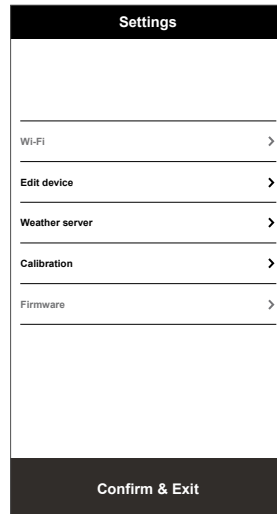 Settings
Wi-Fi
Edit device
Weather server
Calibration
Firmware
Confirm & Exit